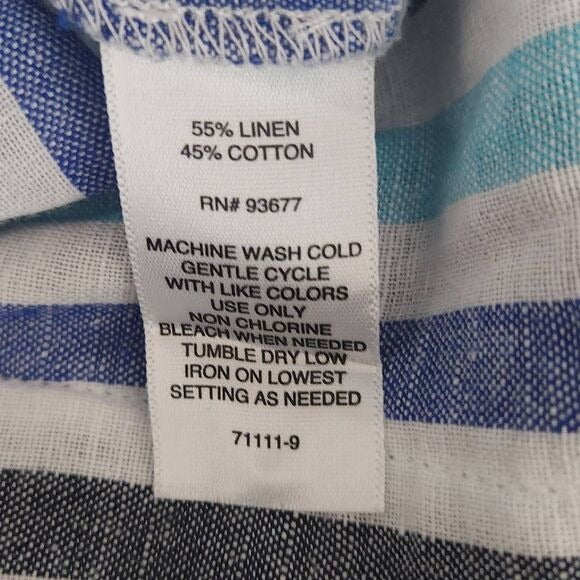 55% LINEN
45% COTTON
RN# 93677
MACHINE WASH COLD
GENTLE CYCLE
WITH LIKE COLORS
USE ONLY
NON CHLORINE
BLEACH WHEN NEEDED
TUMBLE DRY LOW
IRON ON LOWEST
SETTING AS NEEDED
71111-9